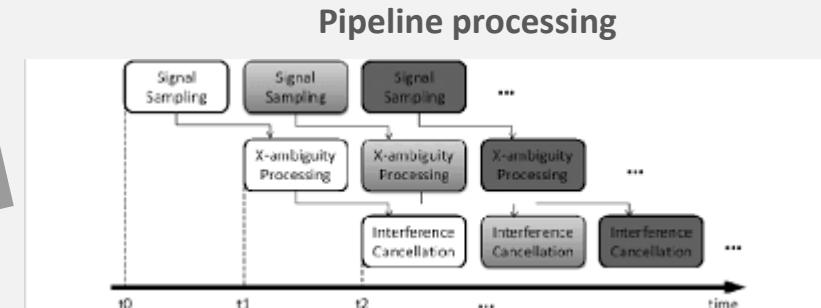 Pipeline processing
Signal Signal Signal
Sampling Sampling Sampling ...
X-ambiguity X-ambiguity X-ambiguity
Processing Processing Processing ...
Interference Interference Interference
Cancellation Cancellation Cancellation ...
t0 t1 t2 ... time